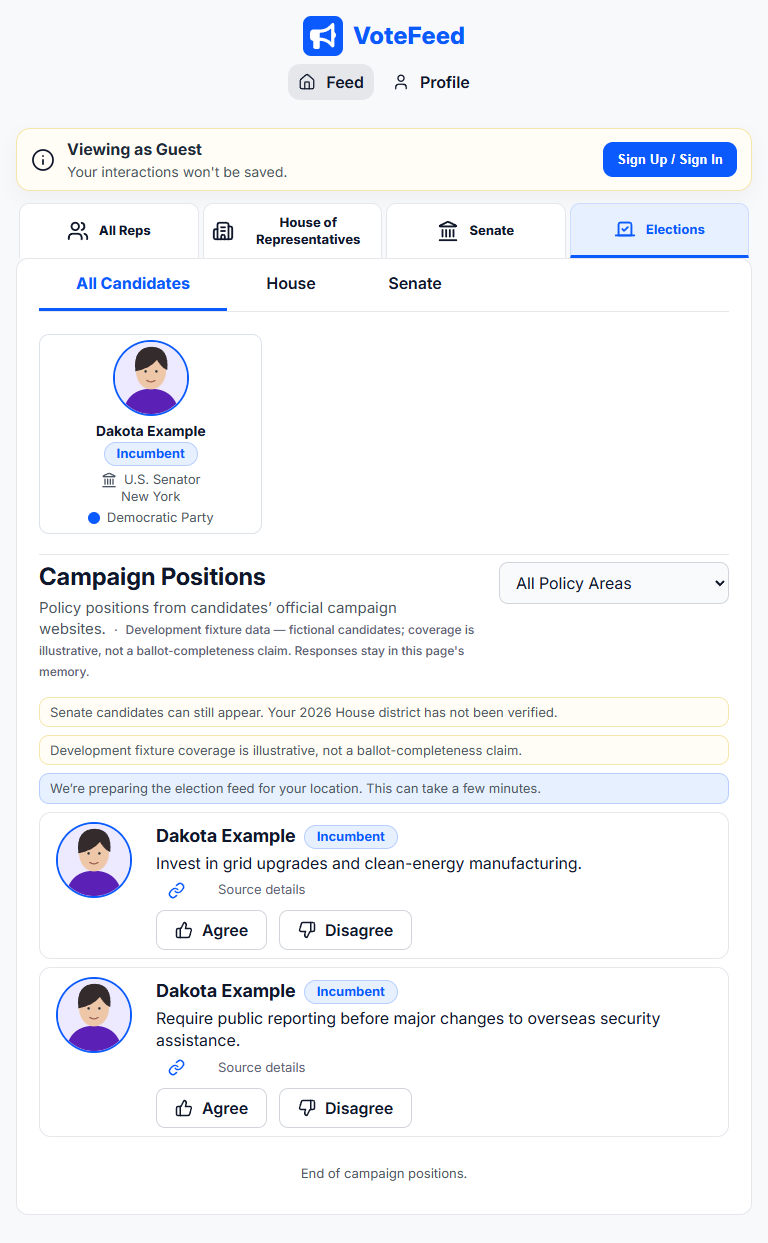 VoteFeed
Feed
Profile
Viewing as Guest
Your interactions won't be saved.
Sign Up / Sign In
All Reps
House of
Representatives
Senate
Elections
All Candidates
House
Senate
Dakota Example
Incumbent
U.S. Senator
New York
Democratic Party
Campaign Positions
All Policy Areas
Policy positions from candidates’ official campaign
websites. · Development fixture data — fictional candidates; coverage is
illustrative, not a ballot-completeness claim. Responses stay in this page's
memory.
Senate candidates can still appear. Your 2026 House district has not been verified.
Development fixture coverage is illustrative, not a ballot-completeness claim.
We’re preparing the election feed for your location. This can take a few minutes.
Dakota Example Incumbent
Invest in grid upgrades and clean-energy manufacturing.
Source details
Agree Disagree
Dakota Example Incumbent
Require public reporting before major changes to overseas security
assistance.
Source details
Agree Disagree
End of campaign positions.